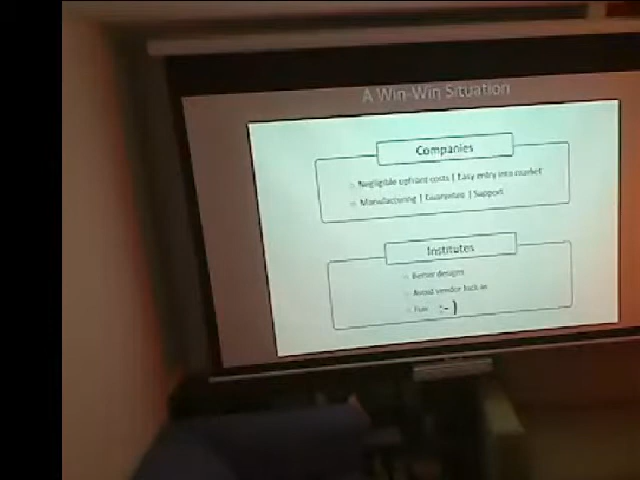 A Win-Win Situation
Companies
Negligible upfront costs | Easy entry into market
Manufacturing | Guarantee | Support
Institutes
Better designs
Avoid vendor lock in
Fun :-)